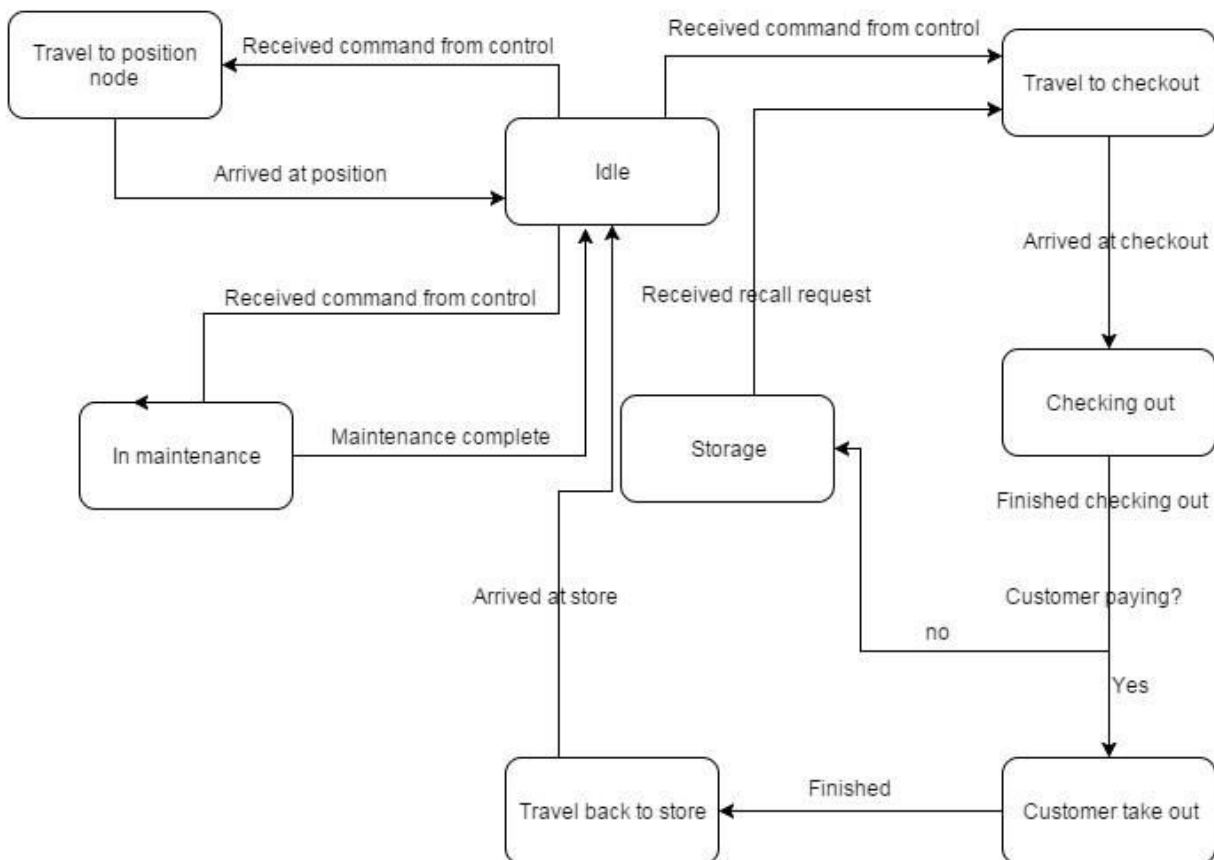 Received command from control
Received command from control
Travel to position
node
Travel to checkout
Arrived at position
Idle
Arrived at checkout
Received command from control
Received recall request
Checking out
Maintenance complete
In maintenance
Storage
Finished checking out
Arrived at store
Customer paying?
no
Yes
Finished
Travel back to store
Customer take out